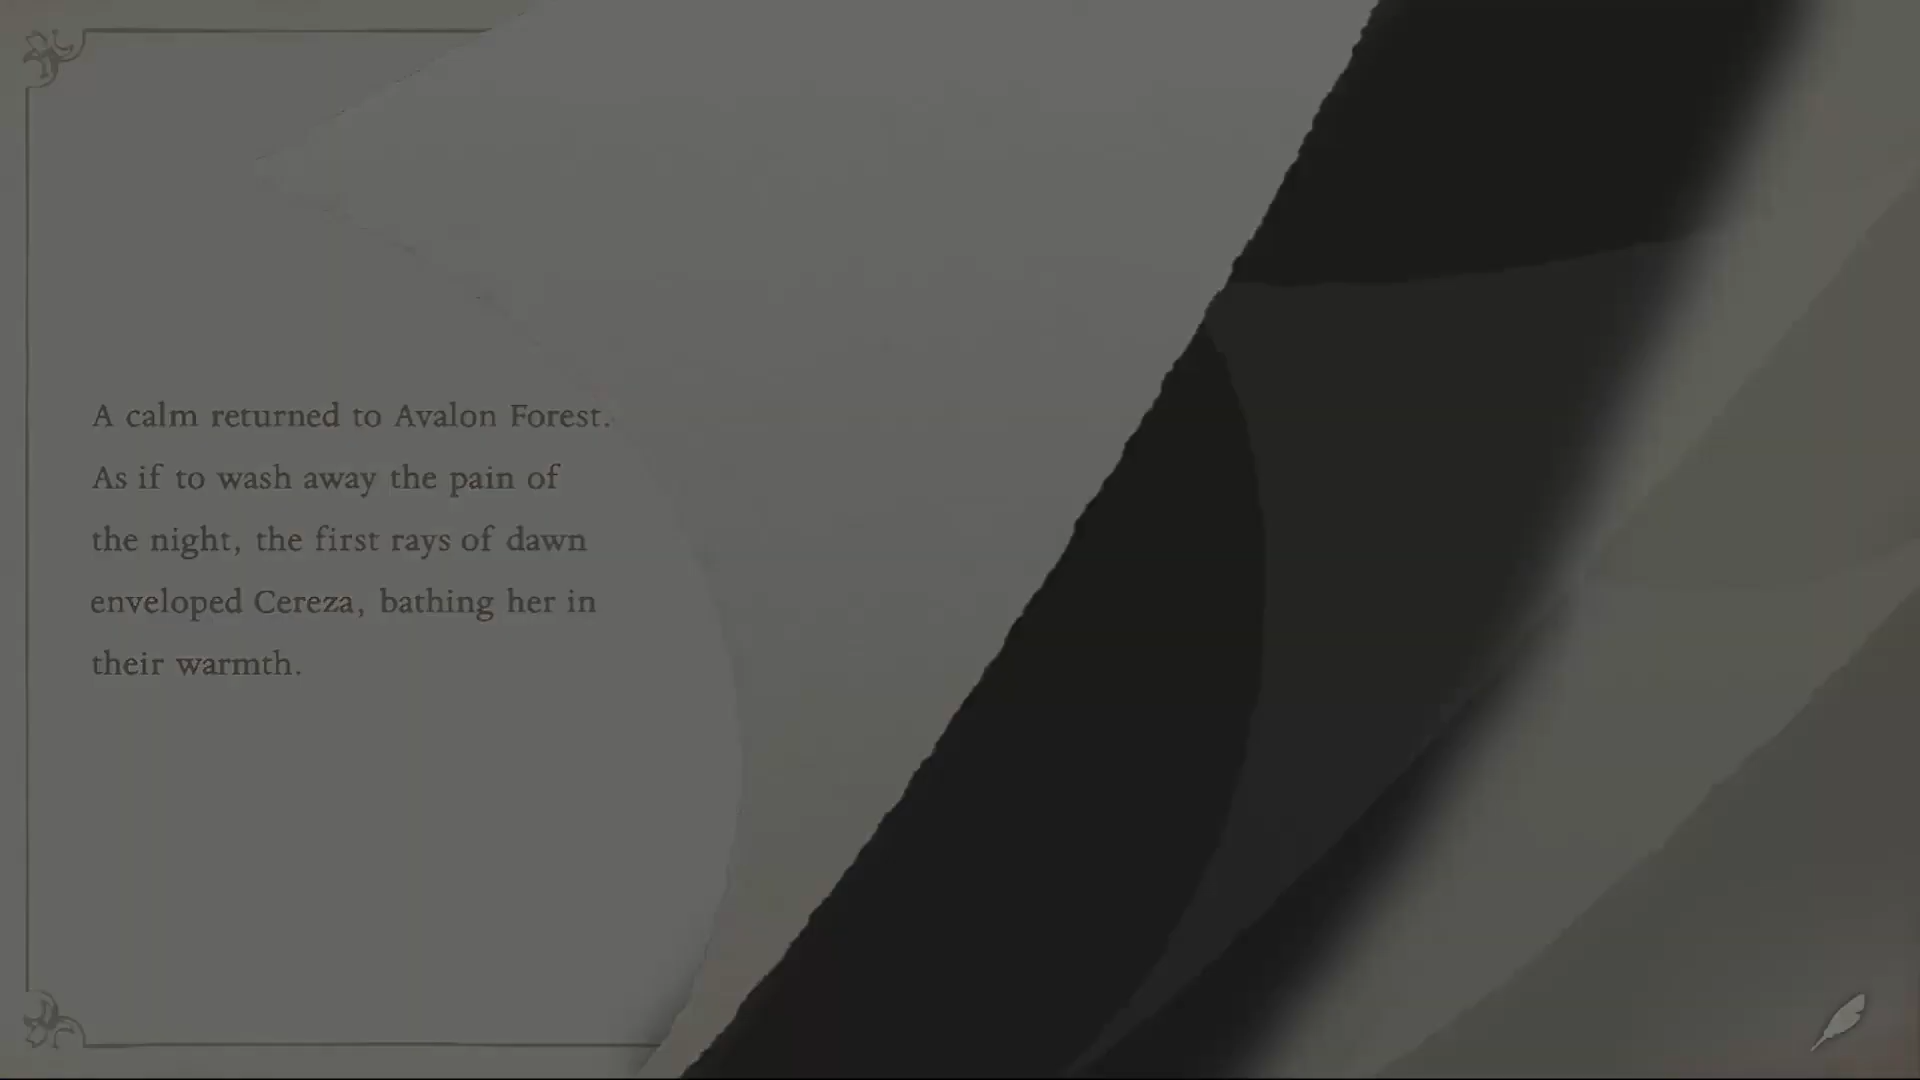 A calm returned to Avalon Forest.
As if to wash away the pain of
the night, the first rays of dawn
enveloped Cereza, bathing her in
their warmth.